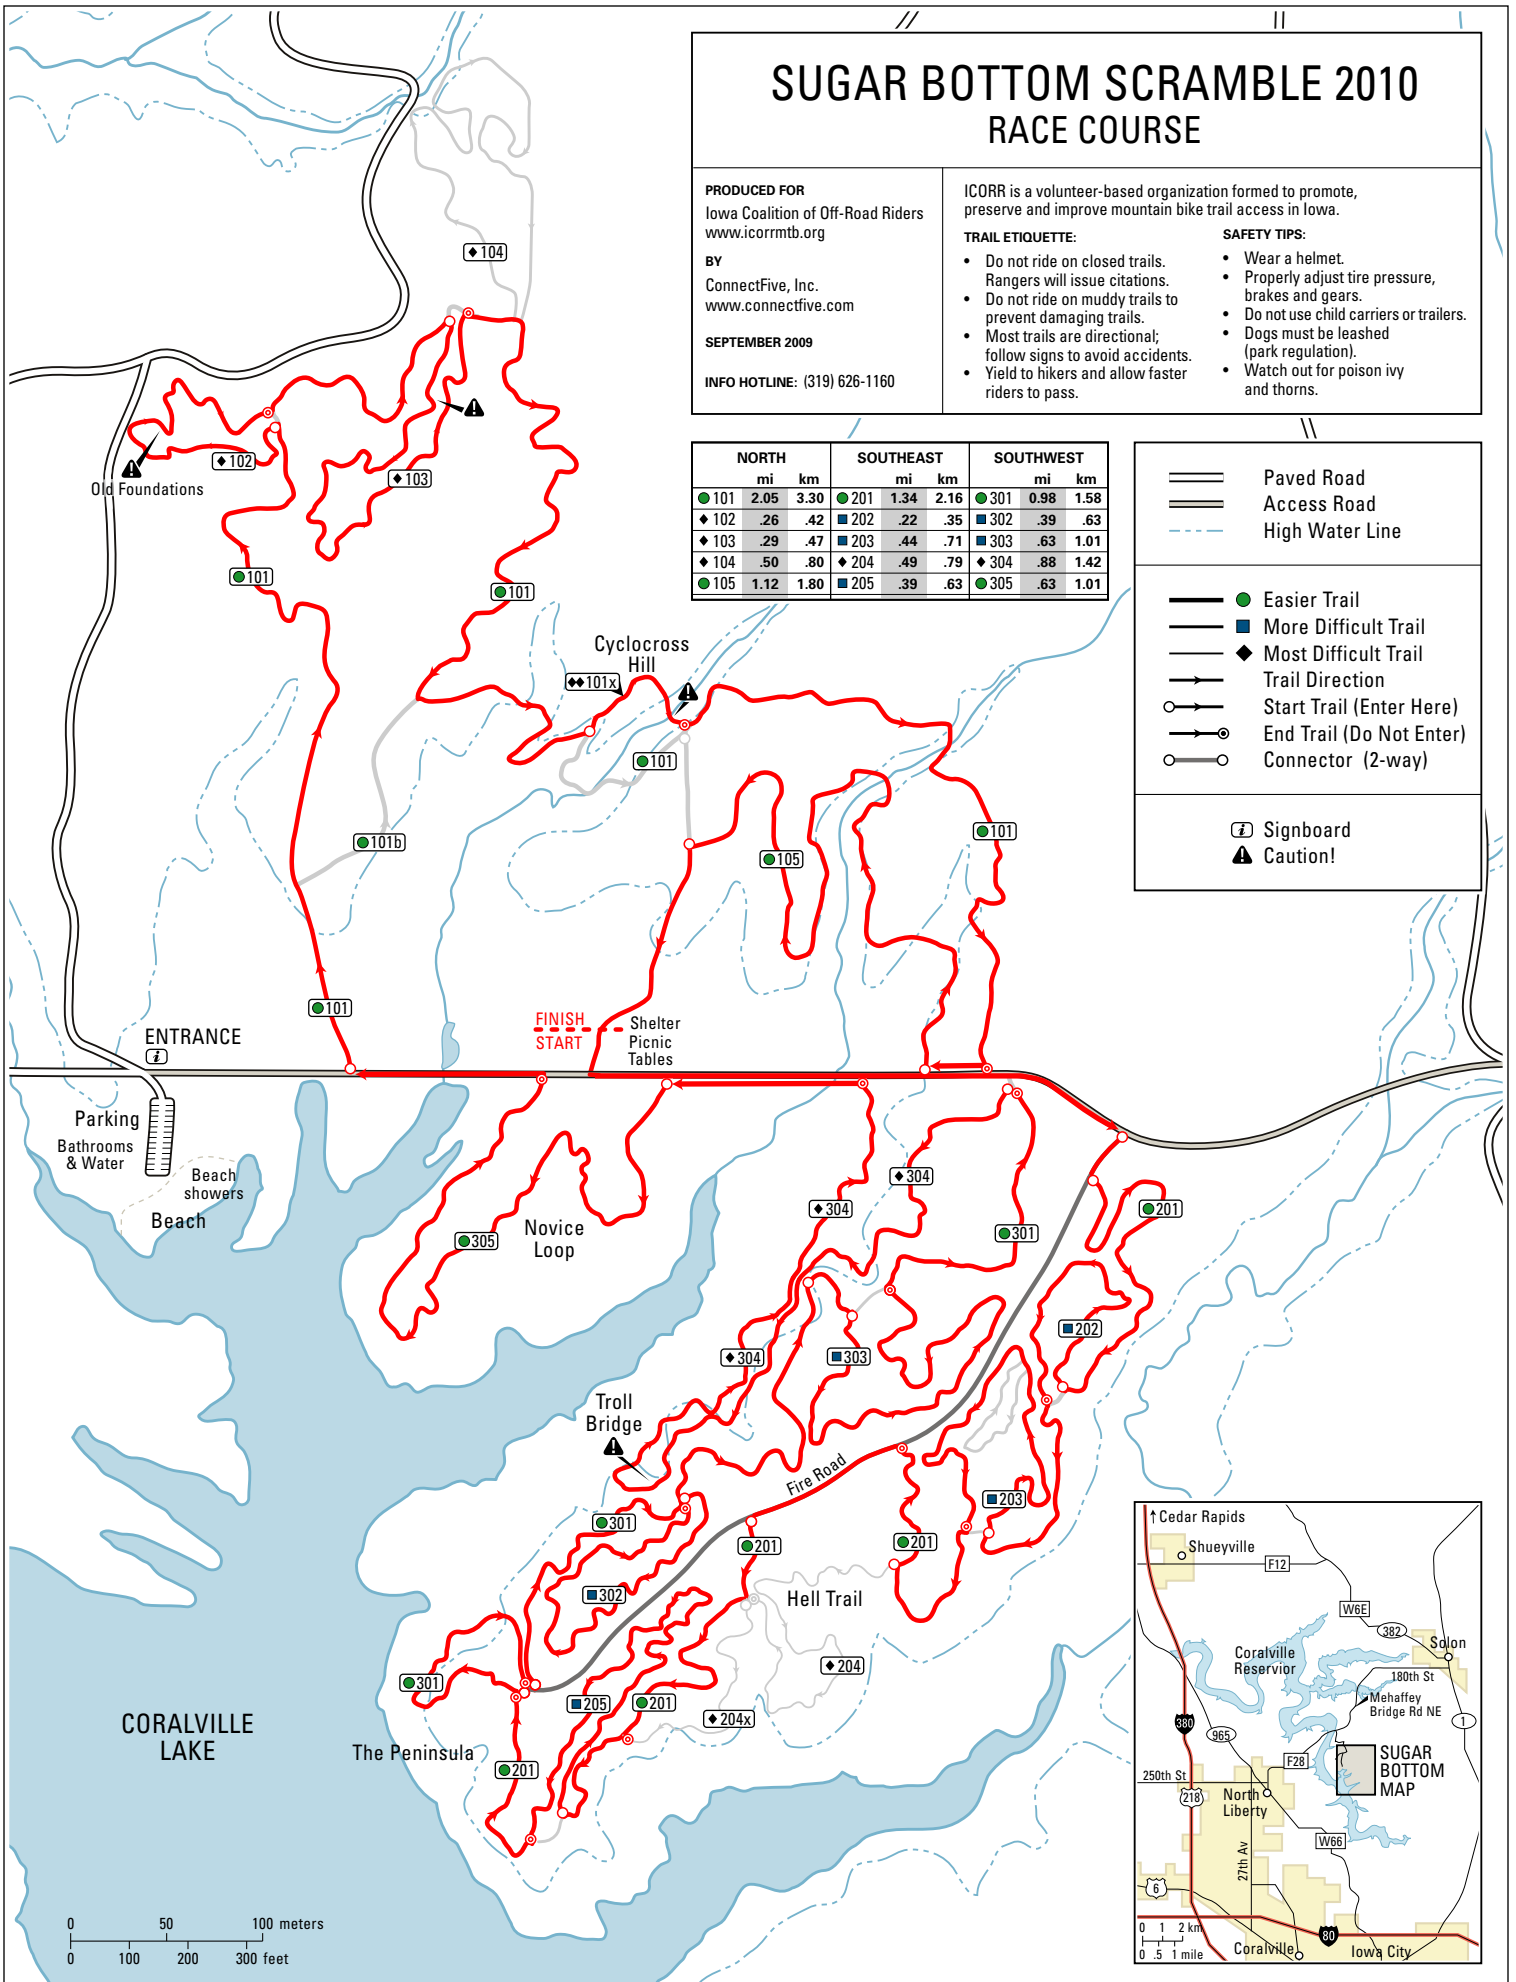 SUGAR BOTTOM SCRAMBLE 2010
RACE COURSE
PRODUCED FOR
Iowa Coalition of Off-Road Riders
www.icorrmtb.org
BY
ConnectFive, Inc.
www.connectfive.com
SEPTEMBER 2009
INFO HOTLINE: (319) 626-1160
ICORR is a volunteer-based organization formed to promote,
preserve and improve mountain bike trail access in Iowa.
TRAIL ETIQUETTE:
• Do not ride on closed trails.
Rangers will issue citations.
• Do not ride on muddy trails to
prevent damaging trails.
• Most trails are directional;
follow signs to avoid accidents.
• Yield to hikers and allow faster
riders to pass.
SAFETY TIPS:
• Wear a helmet.
• Properly adjust tire pressure,
brakes and gears.
• Do not use child carriers or trailers.
• Dogs must be leashed
(park regulation).
• Watch out for poison ivy
and thorns.
NORTH SOUTHEAST SOUTHWEST
mi km mi km mi km
101 2.05 3.30 201 1.34 2.16 301 0.98 1.58
102 .26 .42 202 .22 .35 302 .39 .63
103 .29 .47 203 .44 .71 303 .63 1.01
104 .50 .80 204 .49 .79 304 .88 1.42
105 1.12 1.80 205 .39 .63 305 .63 1.01
Paved Road
Access Road
High Water Line
Easier Trail
More Difficult Trail
Most Difficult Trail
Trail Direction
Start Trail (Enter Here)
End Trail (Do Not Enter)
Connector (2-way)
i Signboard
Caution!
104
102
Old Foundations
103
101
101
Cyclocross
Hill
101x
101
101b
105
101
101
FINISH
START
Shelter
Picnic
Tables
ENTRANCE
i
Parking
Bathrooms
& Water
Beach
showers
Beach
305
Novice
Loop
304
304
301
201
202
304
303
Troll
Bridge
Fire Road
203
301
201
201
302
Hell Trail
301
204
205
201
204x
CORALVILLE
LAKE
The Peninsula
201
0 50 100 meters
0 100 200 300 feet
↑ Cedar Rapids
Shueyville
F12
W6E
382
Solon
Coralville
Reservior
180th St
Mehaffey
Bridge Rd NE
380
965
1
F28
SUGAR
BOTTOM
MAP
250th St
218
North
Liberty
W66
27th Av
6
0 1 2 km
0 .5 1 mile
Coralville
80
Iowa City